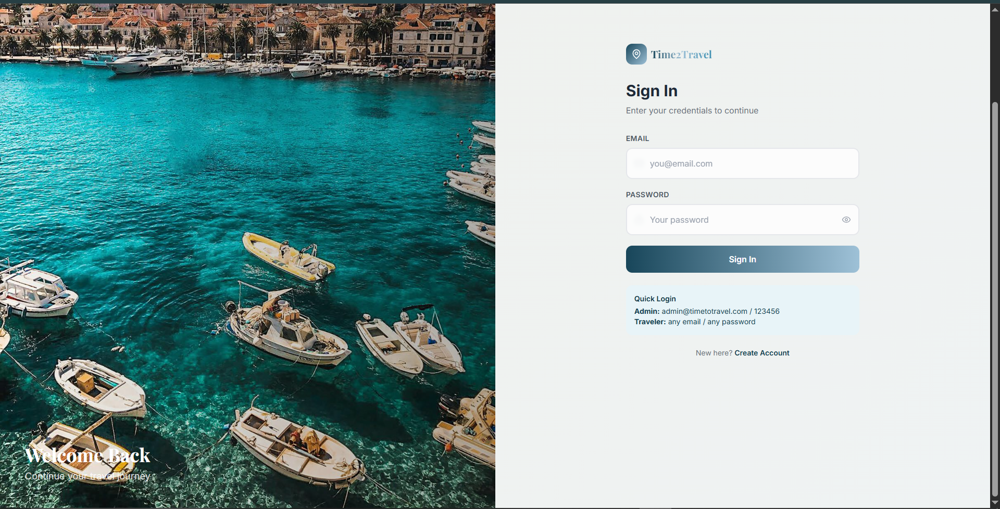 Time2Travel
Sign In
Enter your credentials to continue
EMAIL
you@email.com
PASSWORD
Your password
Sign In
Quick Login
Admin: admin@timetotravel.com / 123456
Traveler: any email / any password
New here? Create Account
Welcome Back
Continue your travel journey